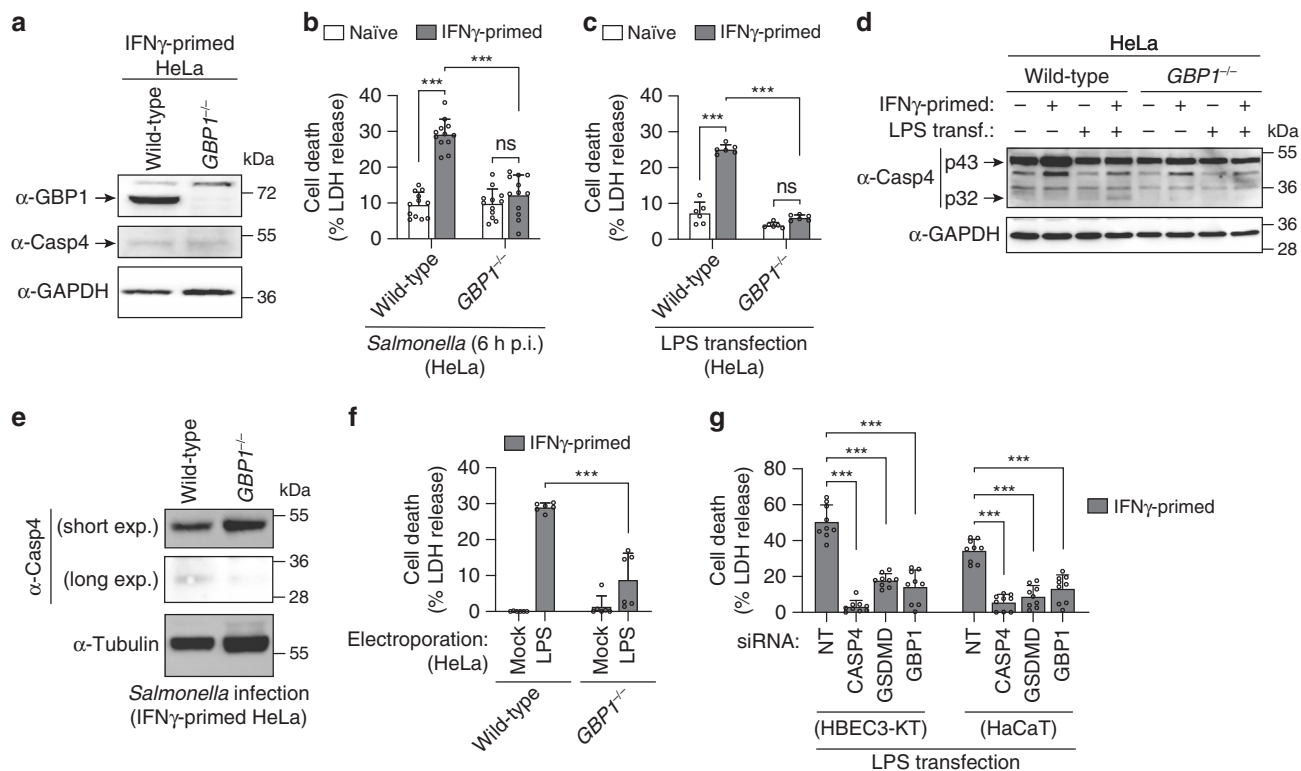 a
IFNγ-primed
HeLa
Wild-type
GBP1–/–
kDa
α-GBP1
72
α-Casp4
55
α-GAPDH
36
b
Naïve
IFNγ-primed
***
***
ns
Cell death
(% LDH release)
40
30
20
10
0
Wild-type
GBP1–/–
Salmonella (6 h p.i.)
(HeLa)
c
Naïve
IFNγ-primed
***
***
ns
Cell death
(% LDH release)
40
30
20
10
0
Wild-type
GBP1–/–
LPS transfection
(HeLa)
d
HeLa
Wild-type
GBP1–/–
IFNγ-primed: – + – + – + – +
LPS transf.: – – + + – – + +
kDa
α-Casp4
p43
p32
55
36
α-GAPDH
36
28
e
Wild-type
GBP1–/–
kDa
α-Casp4
(short exp.)
55
(long exp.)
36
28
α-Tubulin
55
Salmonella infection
(IFNγ-primed HeLa)
f
IFNγ-primed
***
Cell death
(% LDH release)
40
30
20
10
0
Electroporation:
(HeLa)
Mock
LPS
Mock
LPS
Wild-type
GBP1–/–
g
IFNγ-primed
***
***
***
***
***
***
Cell death
(% LDH release)
80
60
40
20
0
siRNA:
NT
CASP4
GSDMD
GBP1
NT
CASP4
GSDMD
GBP1
(HBEC3-KT)
(HaCaT)
LPS transfection